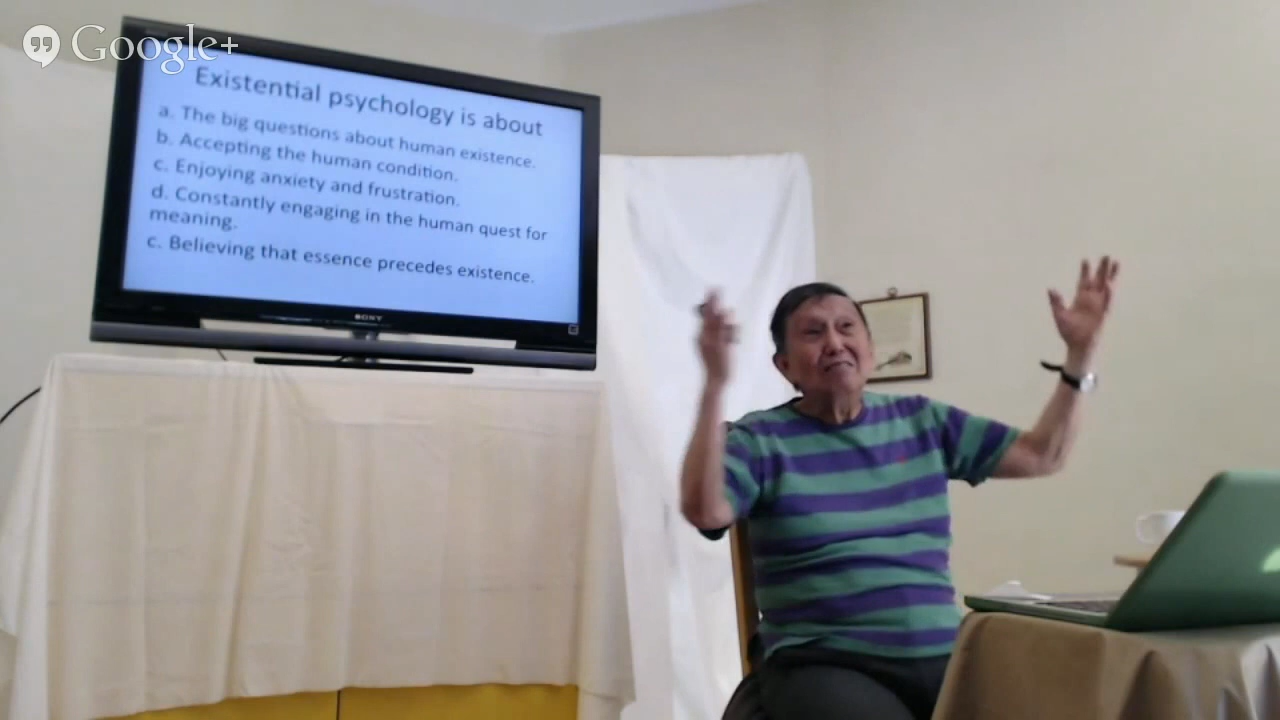 Google+
Existential psychology is about
a. The big questions about human existence.
b. Accepting the human condition.
c. Enjoying anxiety and frustration.
d. Constantly engaging in the human quest for
meaning.
c. Believing that essence precedes existence.
SONY